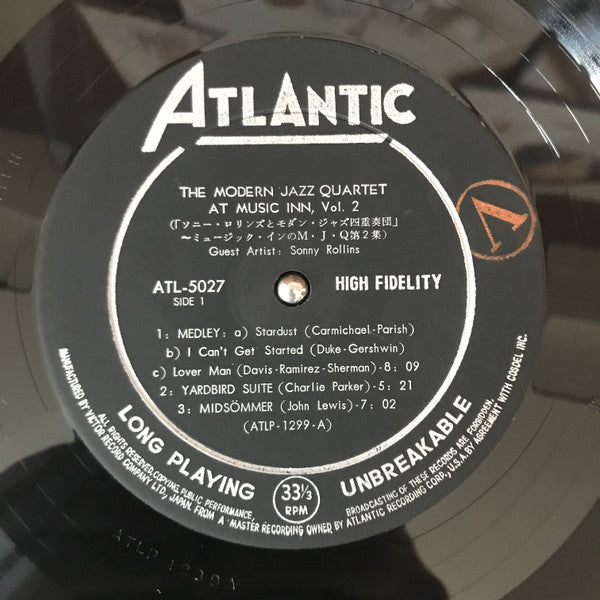 ATLANTIC
THE MODERN JAZZ QUARTET
AT MUSIC INN, Vol. 2
(「ソニー・ロリンズとモダン・ジャズ四重奏団」
〜ミュージック・インのM・J・Q第2集)
Guest Artist: Sonny Rollins
ATL-5027
SIDE 1
HIGH FIDELITY
1: MEDLEY: a) Stardust (Carmichael-Parish)
b) I Can't Get Started (Duke-Gershwin)
c) Lover Man (Davis-Ramirez-Sherman)-8:09
2: YARDBIRD SUITE (Charlie Parker)-5:21
3: MIDSÖMMER (John Lewis)-7:02
(ATLP-1299-A)
LONG PLAYING
33⅓
RPM
UNBREAKABLE
ALL RIGHTS RESERVED, COPYING, PUBLIC PERFORMANCE, BROADCASTING OF THESE RECORDS ARE FORBIDDEN.
MANUFACTURED BY VICTOR RECORD COMPANY LTD., JAPAN. FROM A MASTER RECORDING OWNED BY ATLANTIC RECORDING CORP., U.S.A. BY AGREEMENT WITH COSDEL INC.
ATLP 1299A